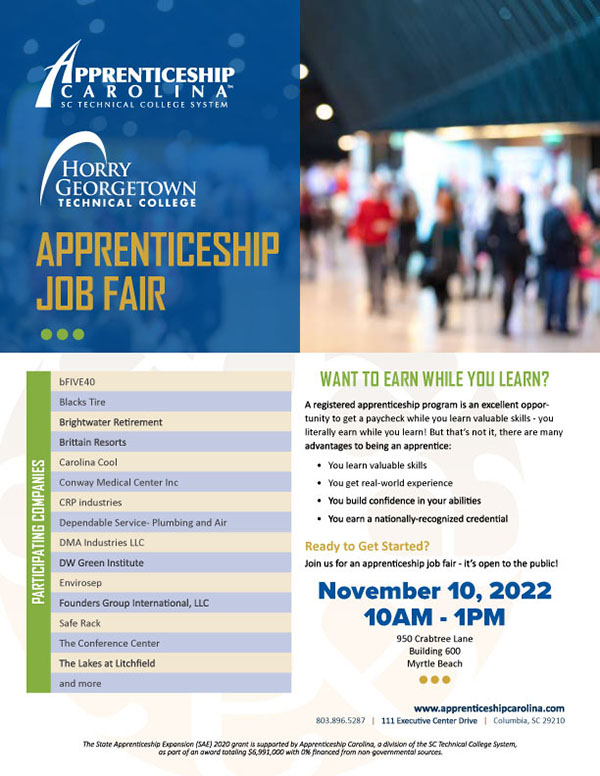 APPRENTICESHIP
CAROLINA™
SC TECHNICAL COLLEGE SYSTEM
HORRY
GEORGETOWN
TECHNICAL COLLEGE
APPRENTICESHIP
JOB FAIR
PARTICIPATING COMPANIES
bFIVE40
Blacks Tire
Brightwater Retirement
Brittain Resorts
Carolina Cool
Conway Medical Center Inc
CRP industries
Dependable Service- Plumbing and Air
DMA Industries LLC
DW Green Institute
Envirosep
Founders Group International, LLC
Safe Rack
The Conference Center
The Lakes at Litchfield
and more
WANT TO EARN WHILE YOU LEARN?
A registered apprenticeship program is an excellent oppor-
tunity to get a paycheck while you learn valuable skills - you
literally earn while you learn! But that's not it, there are many
advantages to being an apprentice:
• You learn valuable skills
• You get real-world experience
• You build confidence in your abilities
• You earn a nationally-recognized credential
Ready to Get Started?
Join us for an apprenticeship job fair - it's open to the public!
November 10, 2022
10AM - 1PM
950 Crabtree Lane
Building 600
Myrtle Beach
www.apprenticeshipcarolina.com
803.896.5287 | 111 Executive Center Drive | Columbia, SC 29210
The State Apprenticeship Expansion (SAE) 2020 grant is supported by Apprenticeship Carolina, a division of the SC Technical College System,
as part of an award totaling $6,991,000 with 0% financed from non-governmental sources.